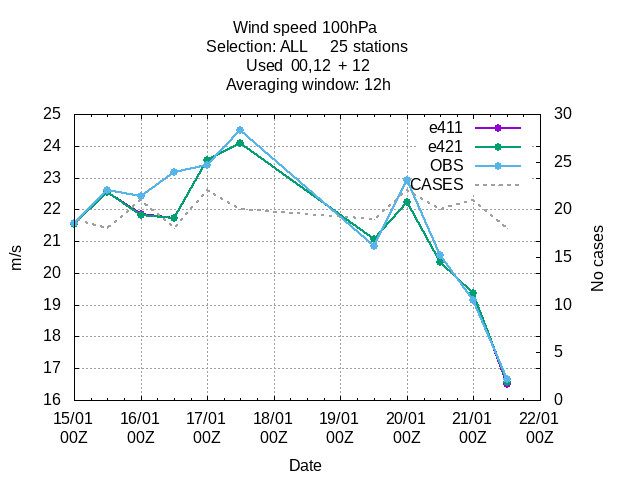 Wind speed 100hPa
Selection: ALL 25 stations
Used 00,12 + 12
Averaging window: 12h
25
24
23
22
21
20
19
18
17
16
m/s
30
25
20
15
10
5
0
No cases
e411
e421
OBS
CASES
15/01 16/01 17/01 18/01 19/01 20/01 21/01 22/01
00Z 00Z 00Z 00Z 00Z 00Z 00Z 00Z
Date